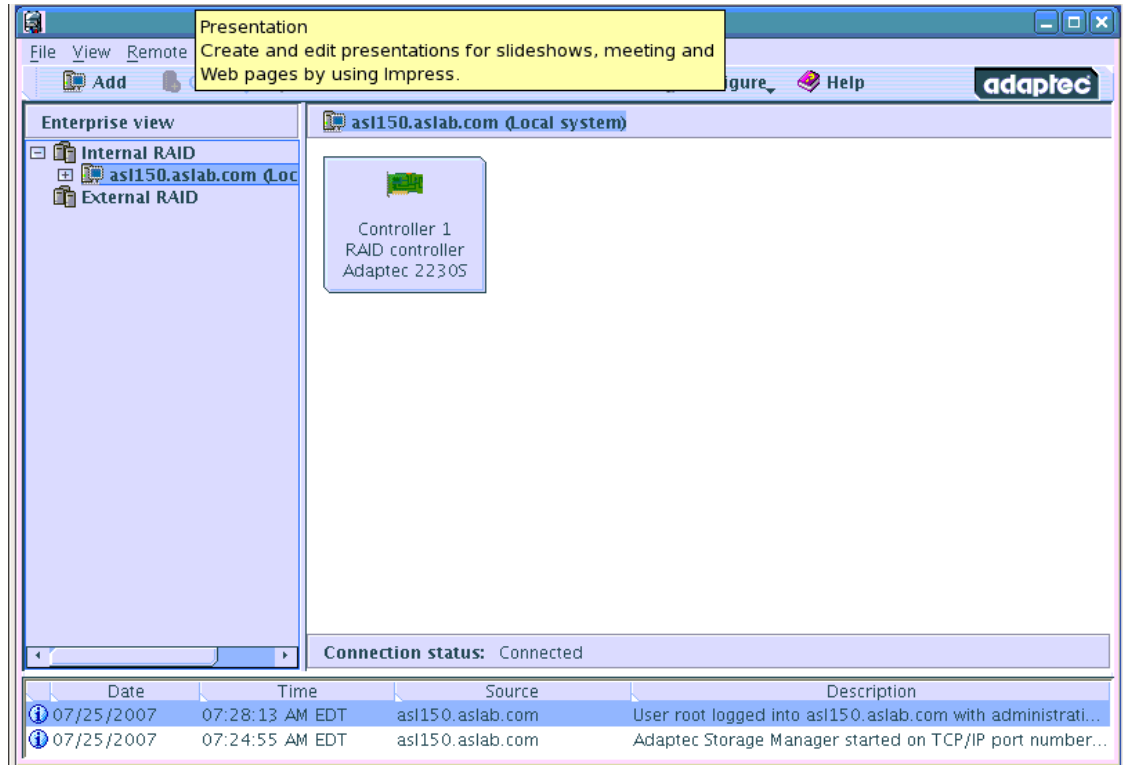 Presentation
Create and edit presentations for slideshows, meeting and
Web pages by using Impress.
File View Remote
Add
Help
adaptec
Enterprise view
asl150.aslab.com (Local system)
Internal RAID
asl150.aslab.com (Loc
External RAID
Controller 1
RAID controller
Adaptec 2230S
Connection status: Connected
Date Time Source Description
07/25/2007 07:28:13 AM EDT asl150.aslab.com User root logged into asl150.aslab.com with administrati...
07/25/2007 07:24:55 AM EDT asl150.aslab.com Adaptec Storage Manager started on TCP/IP port number...